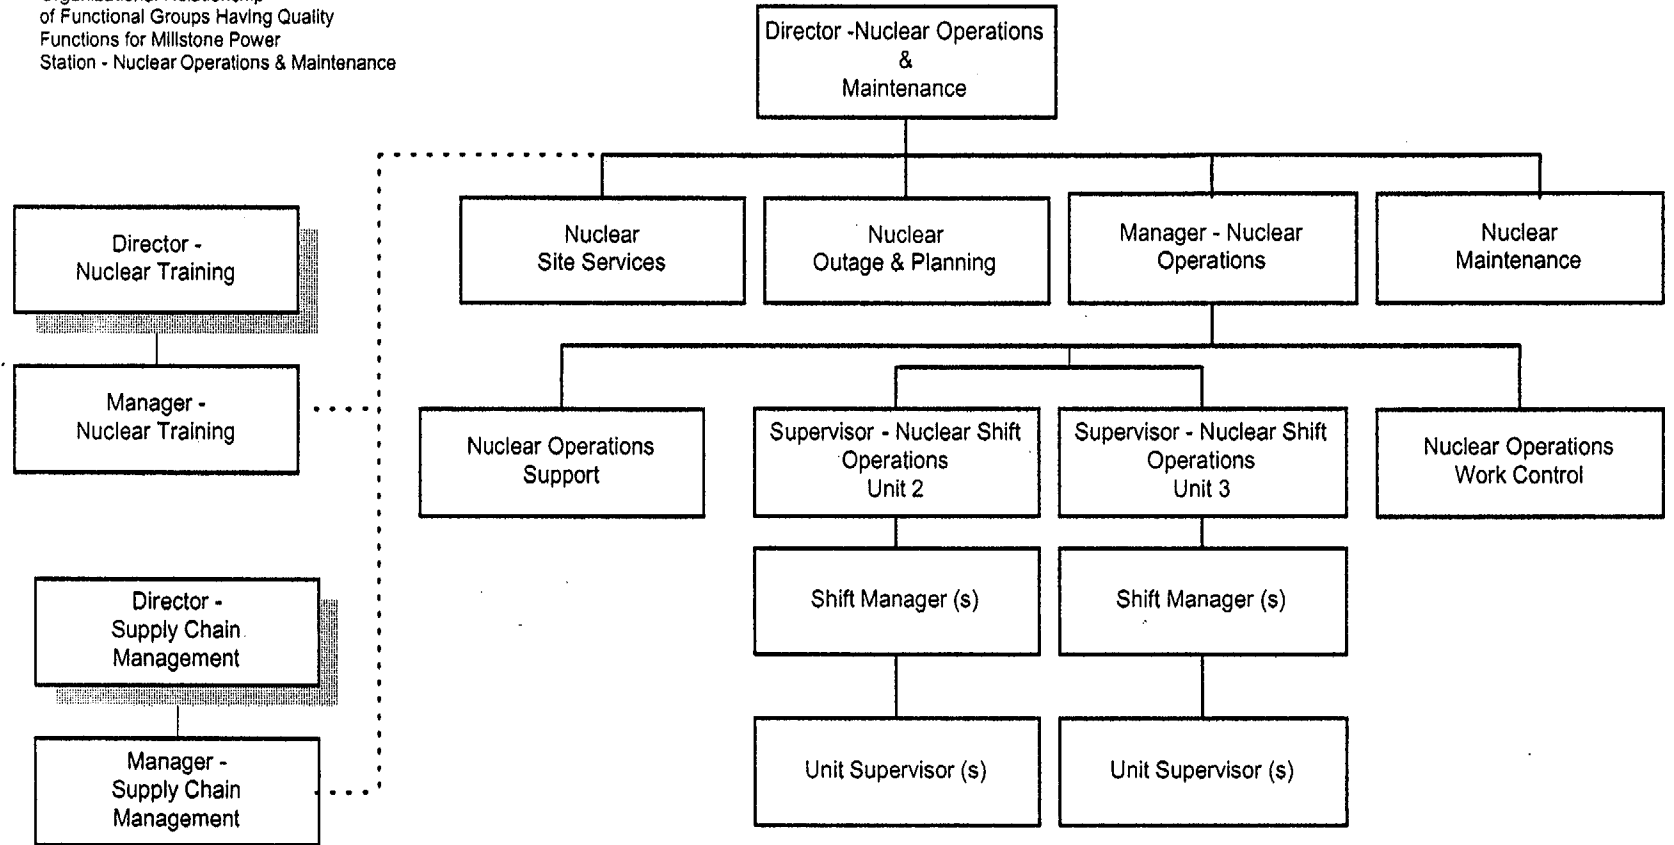 of Functional Groups Having Quality
Functions for Millstone Power
Station - Nuclear Operations & Maintenance
Director -Nuclear Operations
&
Maintenance
Director -
Nuclear Training
Nuclear
Site Services
Nuclear
Outage & Planning
Manager - Nuclear
Operations
Nuclear
Maintenance
Manager -
Nuclear Training
Nuclear Operations
Support
Supervisor - Nuclear Shift
Operations
Unit 2
Supervisor - Nuclear Shift
Operations
Unit 3
Nuclear Operations
Work Control
Director -
Supply Chain
Management
Shift Manager (s)
Shift Manager (s)
Manager -
Supply Chain
Management
Unit Supervisor (s)
Unit Supervisor (s)